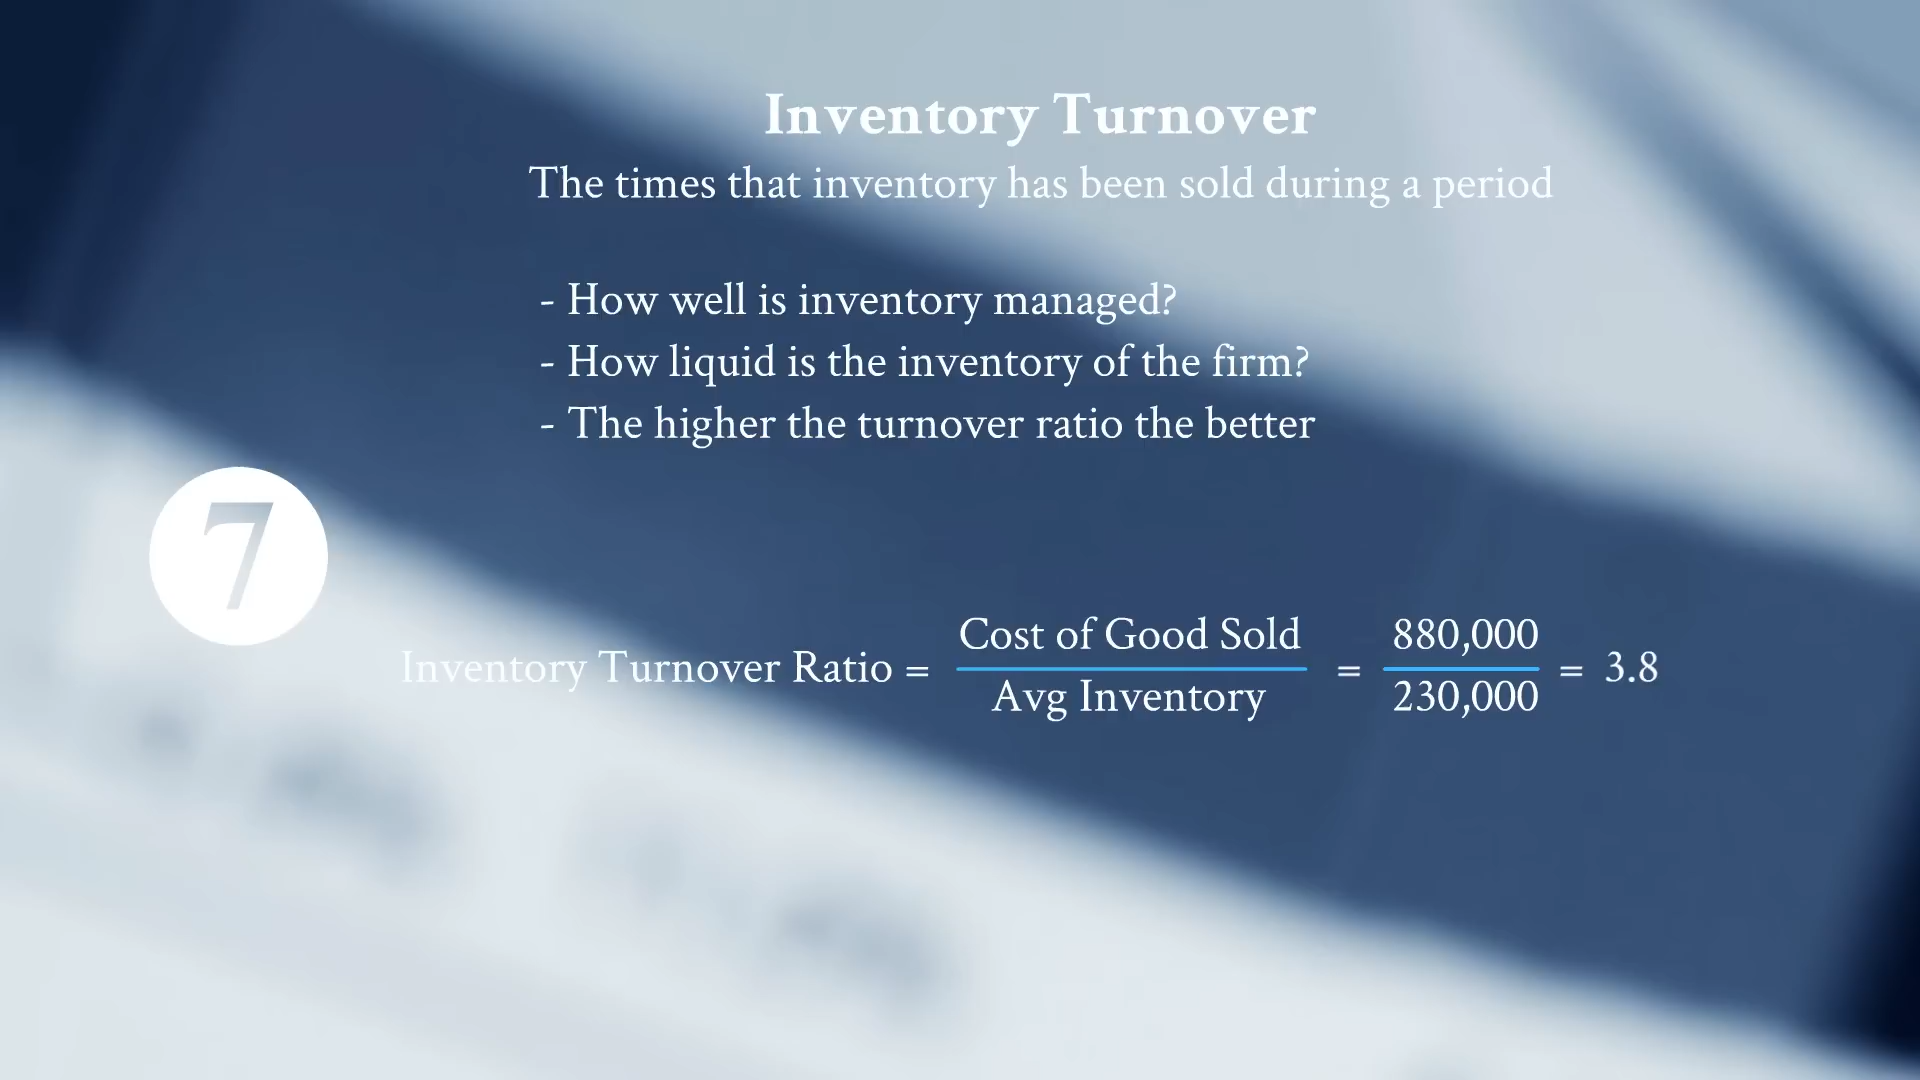 Inventory Turnover
The times that inventory has been sold during a period
- How well is inventory managed?
- How liquid is the inventory of the firm?
- The higher the turnover ratio the better
7
Inventory Turnover Ratio = Cost of Good Sold / Avg Inventory = 880,000 / 230,000 = 3.8